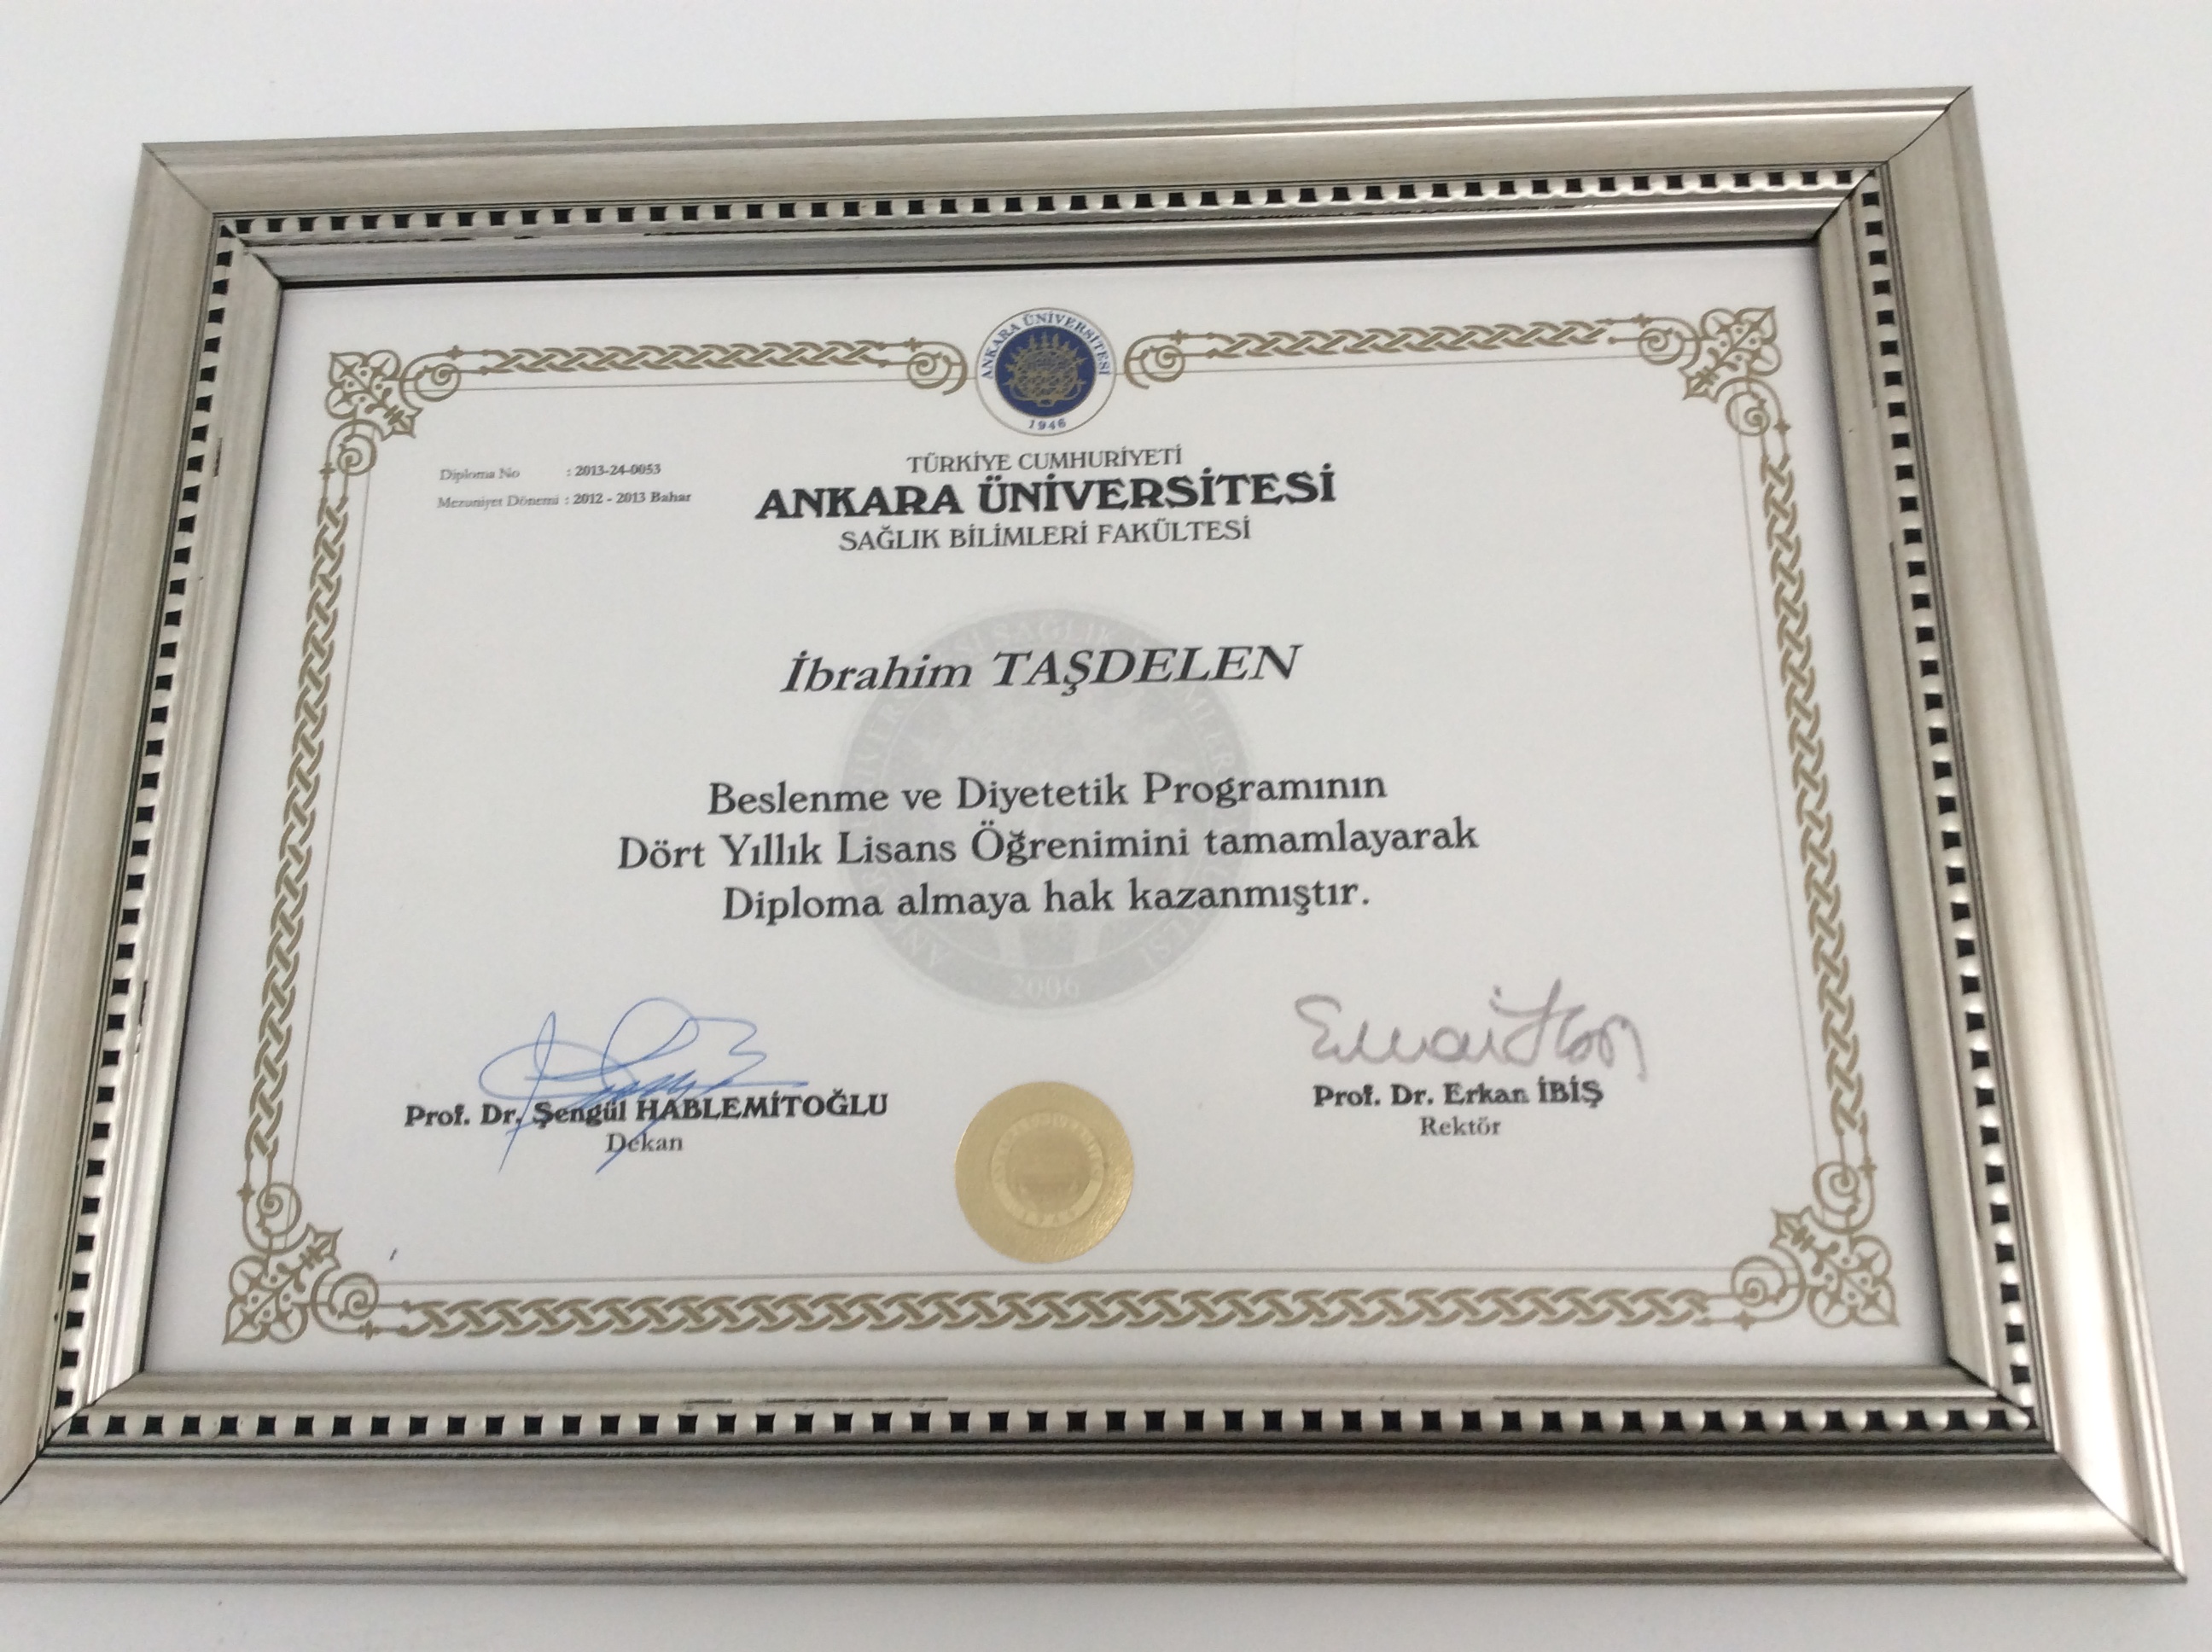 ANKARA ÜNİVERSİTESİ
1946
Diploma No : 2013-24-0053
Mezuniyet Dönemi : 2012 - 2013 Bahar
TÜRKİYE CUMHURİYETİ
ANKARA ÜNİVERSİTESİ
SAĞLIK BİLİMLERİ FAKÜLTESİ
İbrahim TAŞDELEN
Beslenme ve Diyetetik Programının
Dört Yıllık Lisans Öğrenimini tamamlayarak
Diploma almaya hak kazanmıştır.
2006
Prof. Dr. Şengül HABLEMİTOĞLU
Dekan
Prof. Dr. Erkan İBİŞ
Rektör